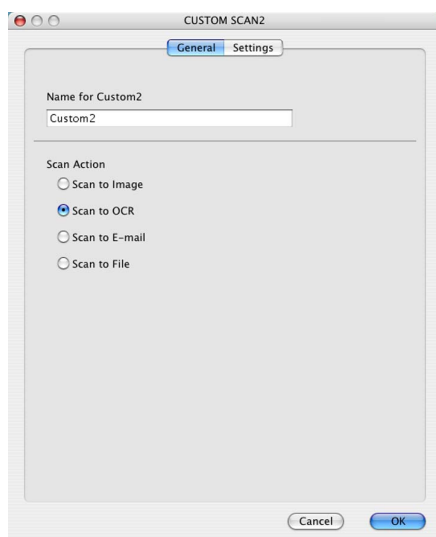 CUSTOM SCAN2
General Settings
Name for Custom2
Custom2
Scan Action
Scan to Image
Scan to OCR
Scan to E-mail
Scan to File
Cancel OK